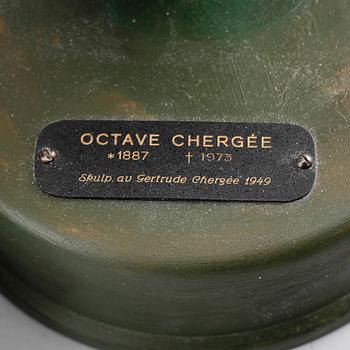 OCTAVE CHERGÉE
*1887 †1973
Skulp. av Gertrude Chergée 1949